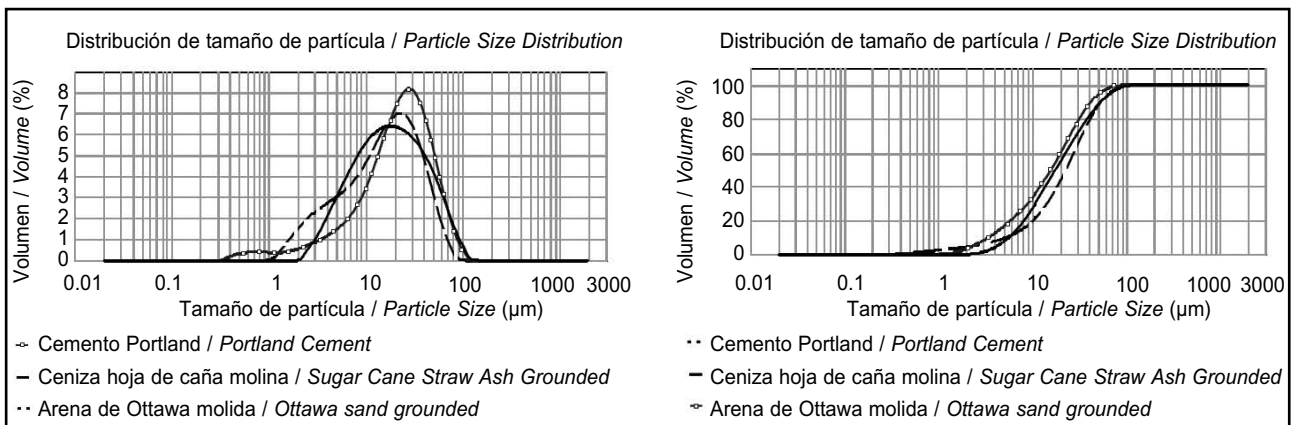 Distribución de tamaño de partícula / Particle Size Distribution
Volumen / Volume (%)
8
7
6
5
4
3
2
1
0
0.01 0.1 1 10 100 1000 3000
Tamaño de partícula / Particle Size (µm)
Cemento Portland / Portland Cement
Ceniza hoja de caña molina / Sugar Cane Straw Ash Grounded
Arena de Ottawa molida / Ottawa sand grounded
Distribución de tamaño de partícula / Particle Size Distribution
Volumen / Volume (%)
100
80
60
40
20
0
0.01 0.1 1 10 100 1000 3000
Tamaño de partícula / Particle Size (µm)
Cemento Portland / Portland Cement
Ceniza hoja de caña molina / Sugar Cane Straw Ash Grounded
Arena de Ottawa molida / Ottawa sand grounded